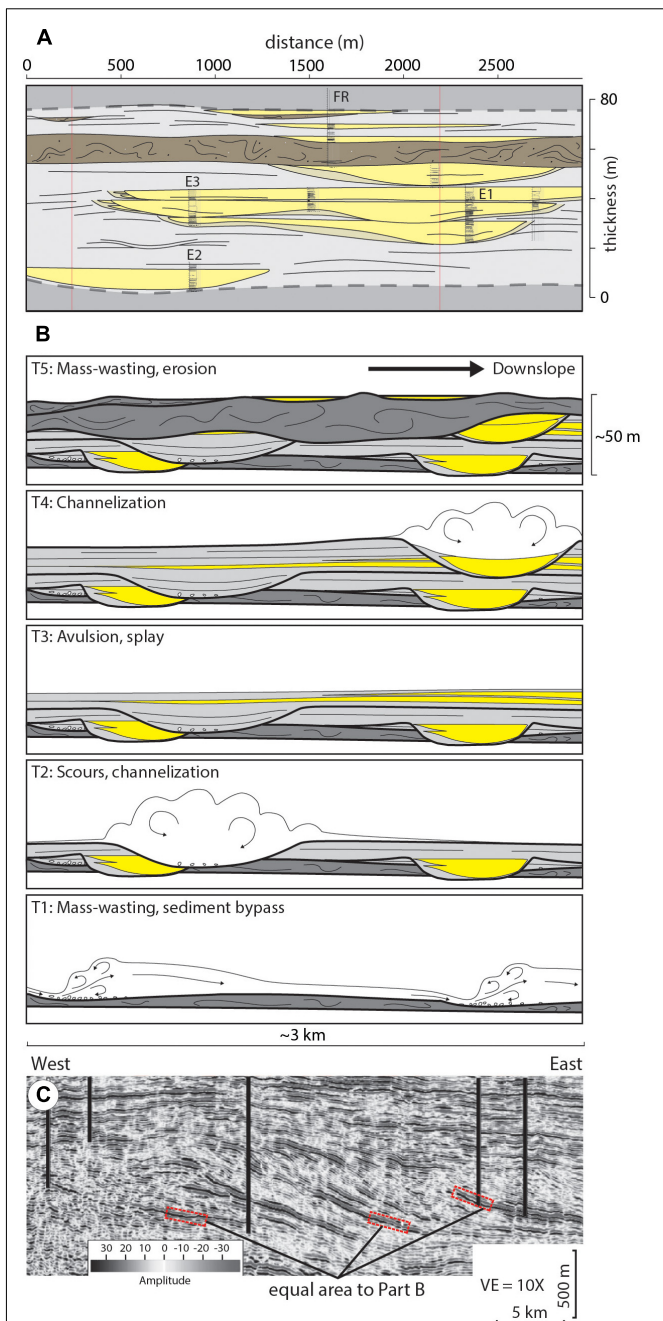 A
distance (m)
0 500 1000 1500 2000 2500
FR
80
E3
E1
thickness (m)
E2
0
B
T5: Mass-wasting, erosion
Downslope
~50 m
T4: Channelization
T3: Avulsion, splay
T2: Scours, channelization
T1: Mass-wasting, sediment bypass
~3 km
West East
C
30 20 10 0 -10 -20 -30
Amplitude
equal area to Part B
VE = 10X
500 m
5 km